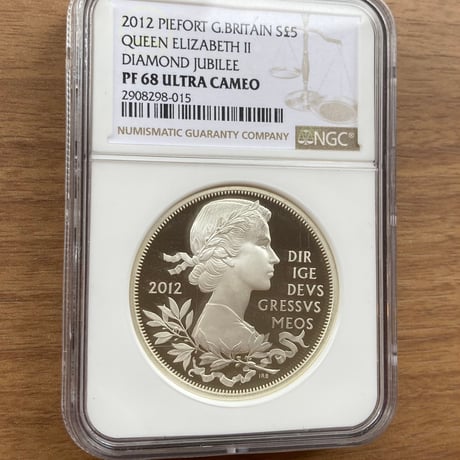 2012 PIEFORT G.BRITAIN S£5
QUEEN ELIZABETH II
DIAMOND JUBILEE
PF 68 ULTRA CAMEO
2908298-015
NUMISMATIC GUARANTY COMPANY
NGC®
2012
DIR
IGE
DEVS
GRESSVS
MEOS
IRB